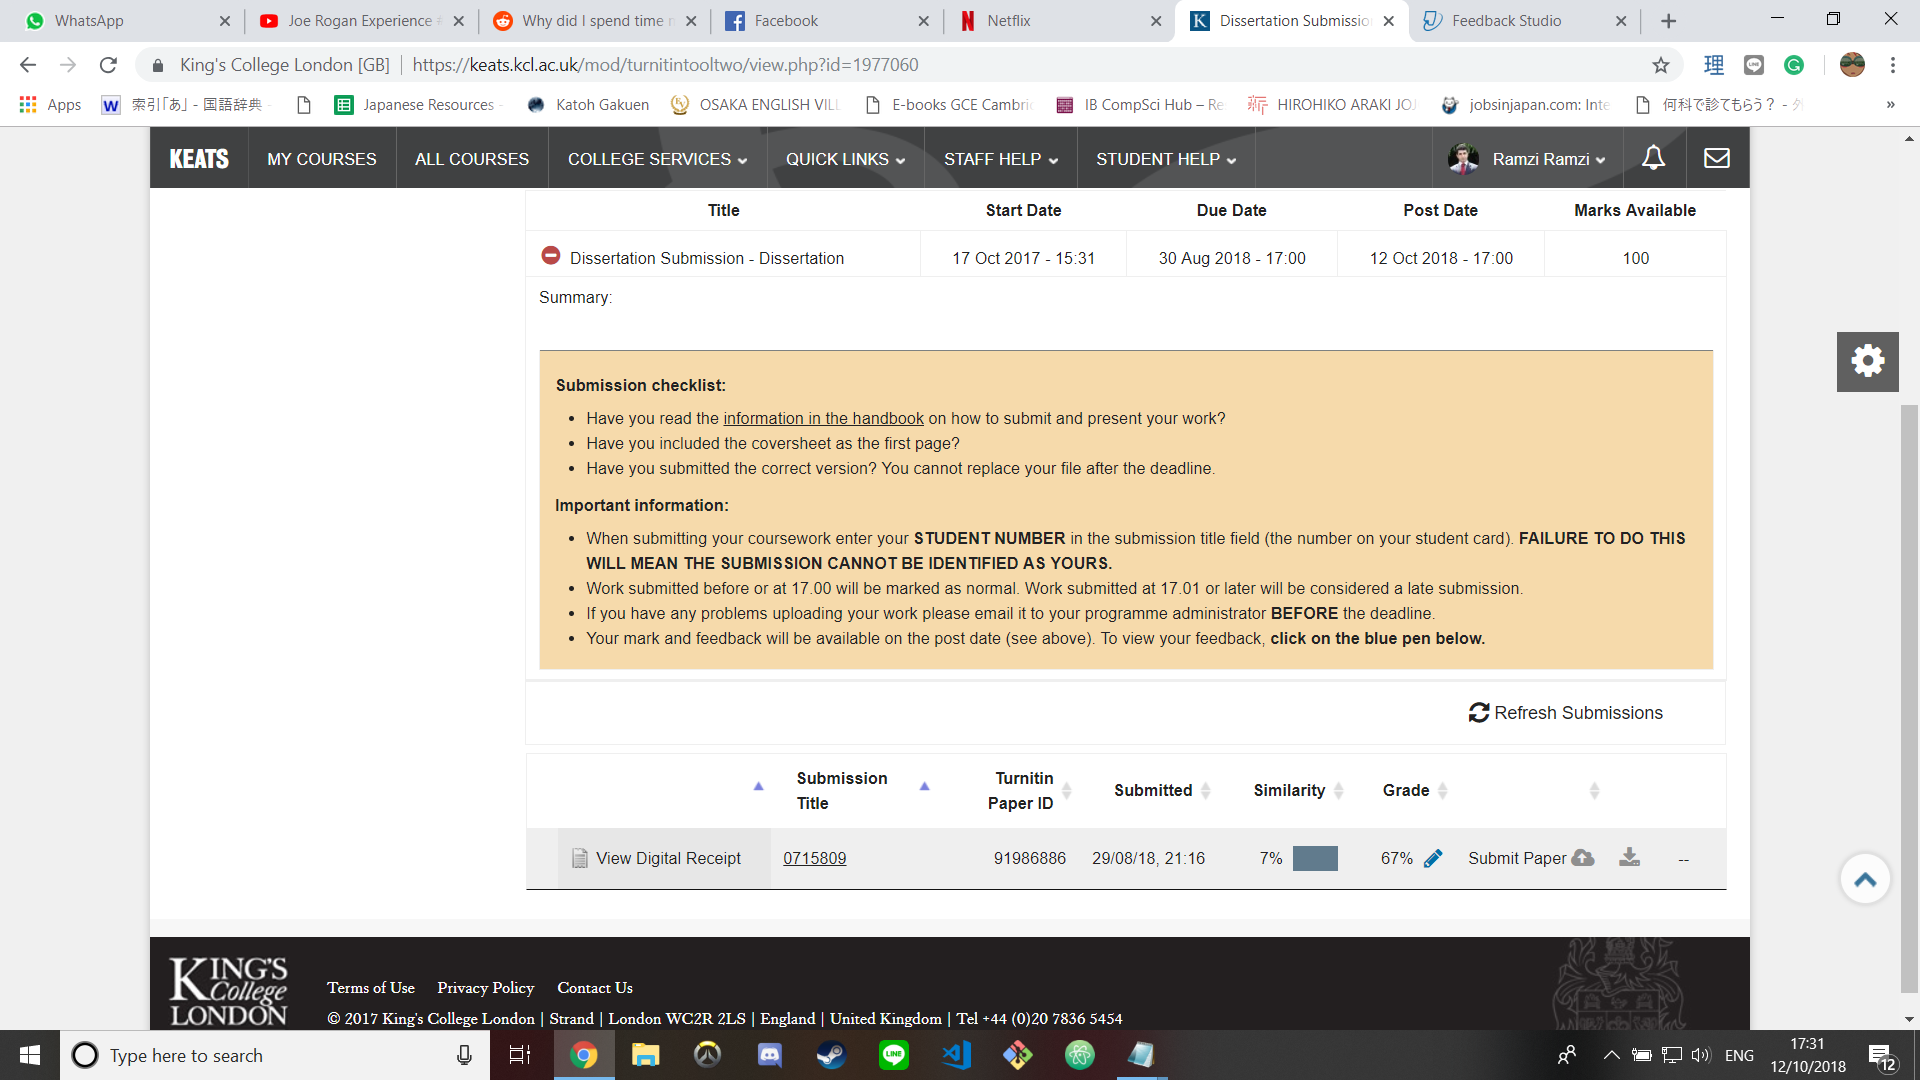 WhatsApp
Joe Rogan Experience
Why did I spend time
Facebook
Netflix
Dissertation Submissio
Feedback Studio
King's College London [GB] https://keats.kcl.ac.uk/mod/turnitintooltwo/view.php?id=1977060
Apps
索引「あ」 - 国語辞典
Japanese Resources -
Katoh Gakuen
OSAKA ENGLISH VILL
E-books GCE Cambri
IB CompSci Hub – Re
HIROHIKO ARAKI JOJ
jobsinjapan.com: Inte
何科で診てもらう？ -
»
KEATS MY COURSES ALL COURSES COLLEGE SERVICES QUICK LINKS STAFF HELP STUDENT HELP Ramzi Ramzi
Title Start Date Due Date Post Date Marks Available
Dissertation Submission - Dissertation 17 Oct 2017 - 15:31 30 Aug 2018 - 17:00 12 Oct 2018 - 17:00 100
Summary:
Submission checklist:
• Have you read the information in the handbook on how to submit and present your work?
• Have you included the coversheet as the first page?
• Have you submitted the correct version? You cannot replace your file after the deadline.
Important information:
• When submitting your coursework enter your STUDENT NUMBER in the submission title field (the number on your student card). FAILURE TO DO THIS
WILL MEAN THE SUBMISSION CANNOT BE IDENTIFIED AS YOURS.
• Work submitted before or at 17.00 will be marked as normal. Work submitted at 17.01 or later will be considered a late submission.
• If you have any problems uploading your work please email it to your programme administrator BEFORE the deadline.
• Your mark and feedback will be available on the post date (see above). To view your feedback, click on the blue pen below.
Refresh Submissions
Submission
Title
Turnitin
Paper ID
Submitted
Similarity
Grade
View Digital Receipt 0715809 91986886 29/08/18, 21:16 7% 67% Submit Paper --
KING'S
College
LONDON
Terms of Use Privacy Policy Contact Us
© 2017 King's College London | Strand | London WC2R 2LS | England | United Kingdom | Tel +44 (0)20 7836 5454
Type here to search
LINE
ENG
17:31
12/10/2018
12